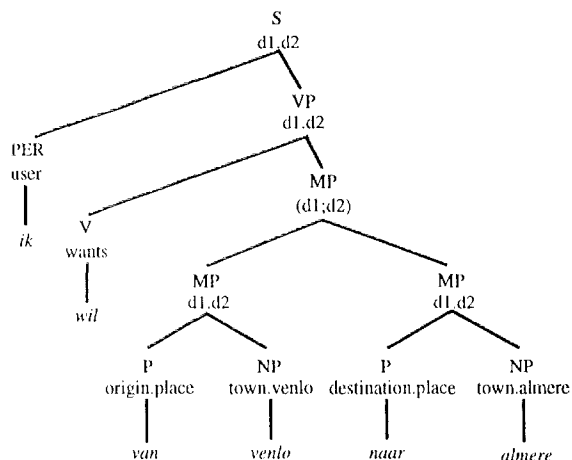 S
d1.d2
VP
d1.d2
PER
user
MP
(d1;d2)
V
wants
ik
wil
MP
d1.d2
MP
d1.d2
P
origin.place
NP
town.venlo
P
destination.place
NP
town.almere
van
venlo
naar
almere